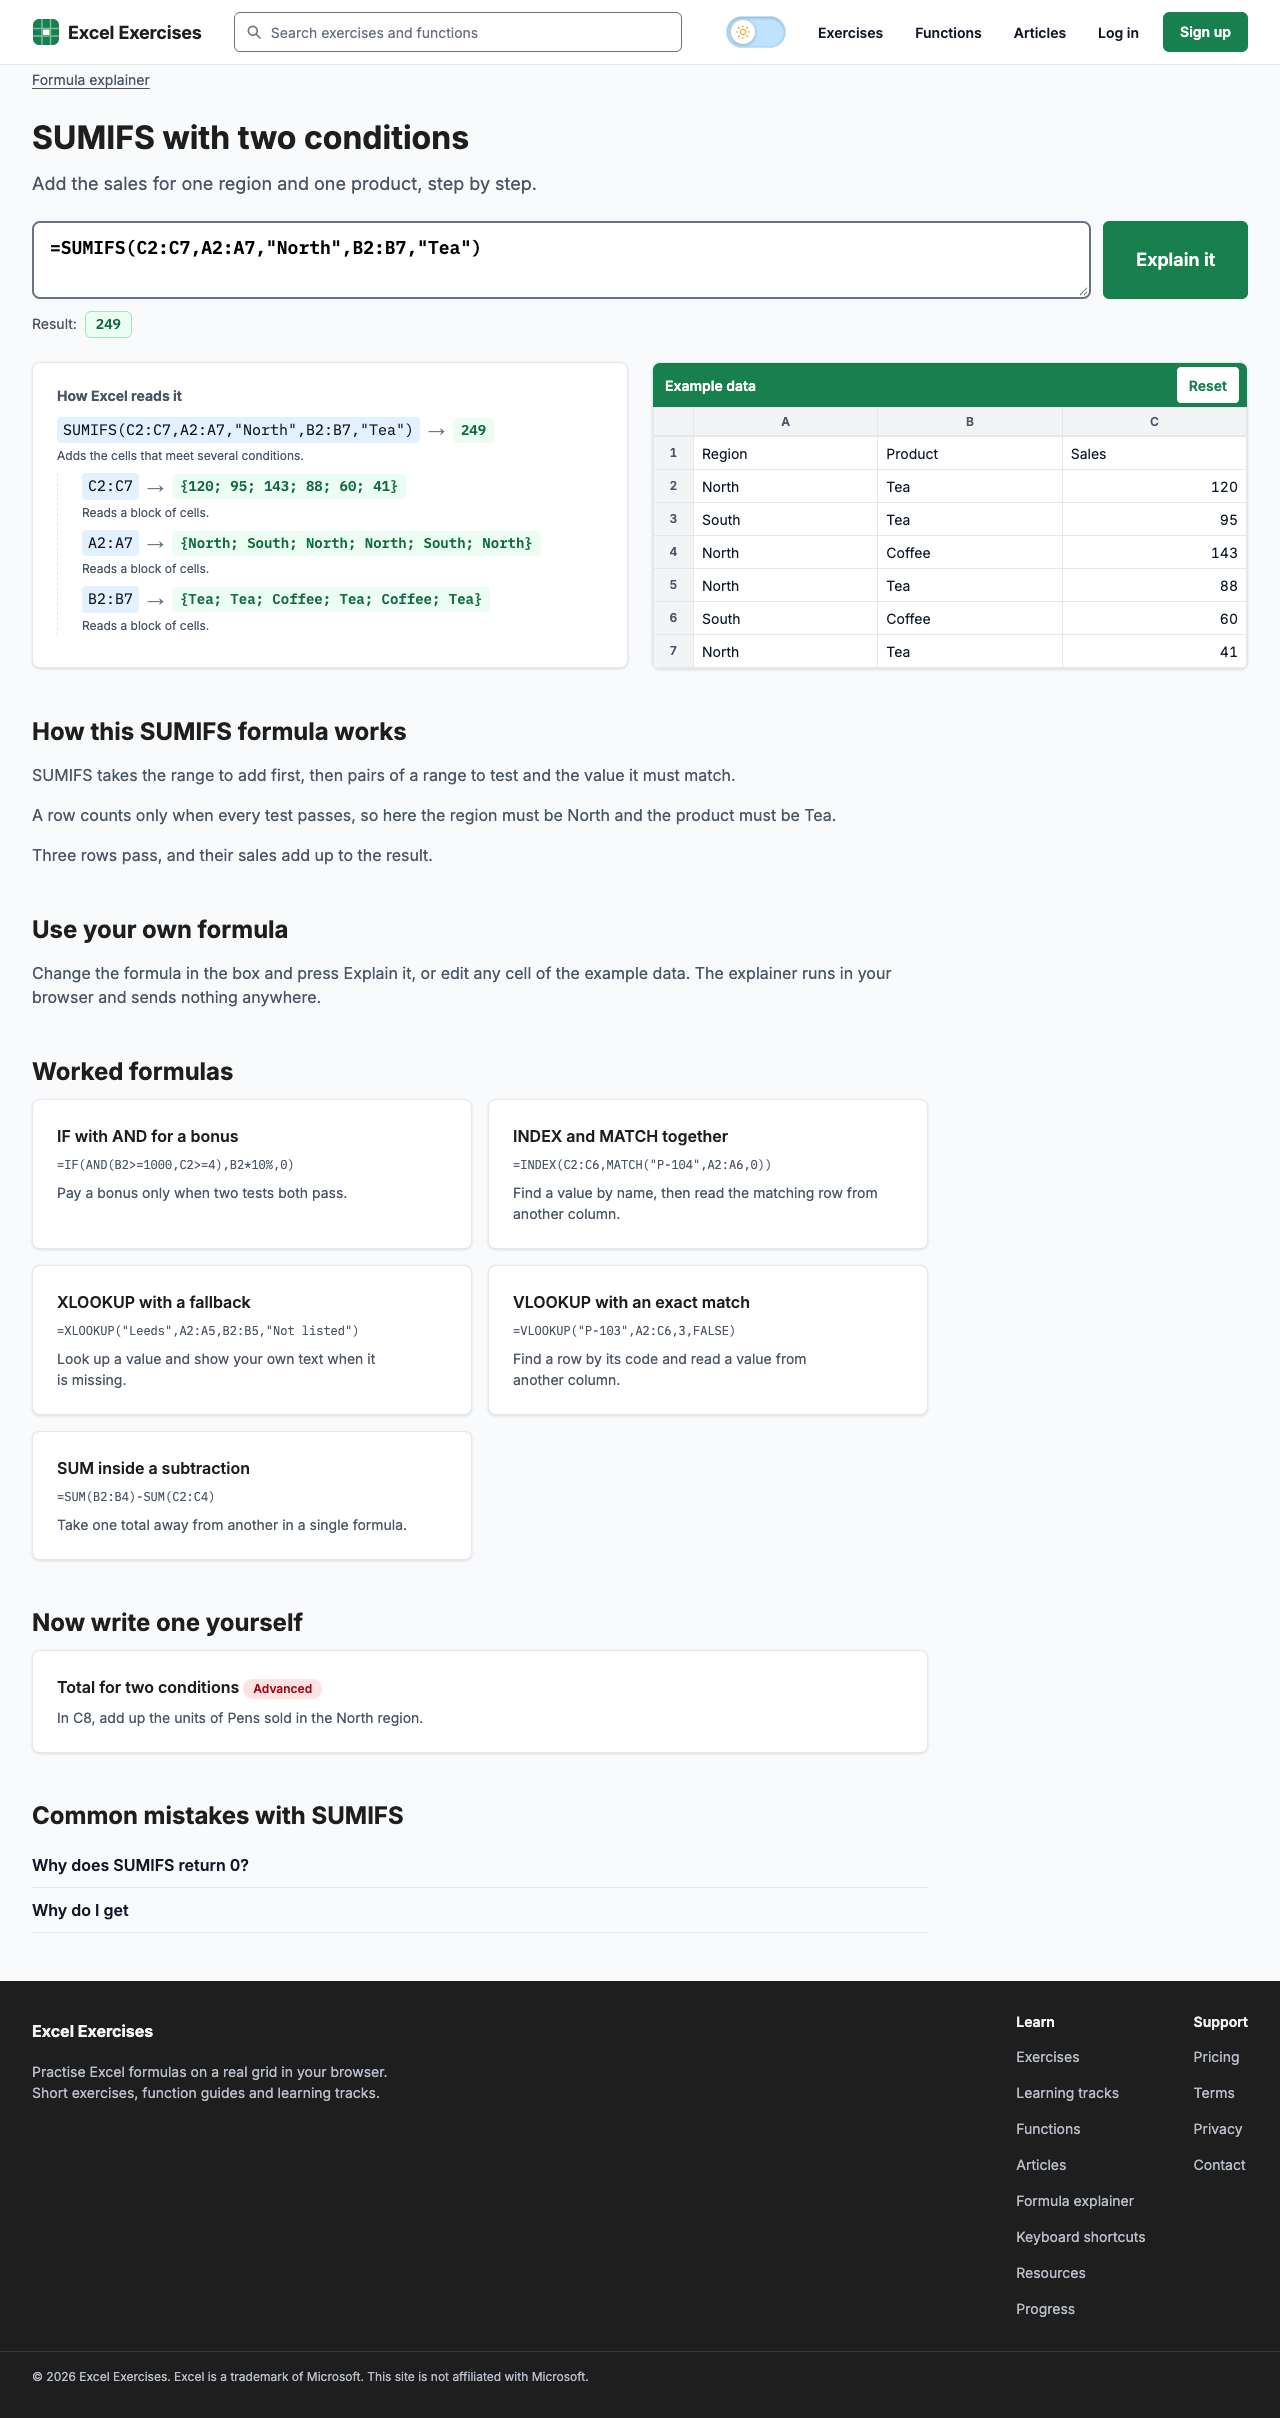 Excel Exercises
Search exercises and functions
Exercises
Functions
Articles
Log in
Sign up
Formula explainer
SUMIFS with two conditions
Add the sales for one region and one product, step by step.
=SUMIFS(C2:C7,A2:A7,"North",B2:B7,"Tea")
Explain it
Result: 249
How Excel reads it
SUMIFS(C2:C7,A2:A7,"North",B2:B7,"Tea") → 249
Adds the cells that meet several conditions.
C2:C7 → {120; 95; 143; 88; 60; 41}
Reads a block of cells.
A2:A7 → {North; South; North; North; South; North}
Reads a block of cells.
B2:B7 → {Tea; Tea; Coffee; Tea; Coffee; Tea}
Reads a block of cells.
Example data
Reset
A B C
1 Region Product Sales
2 North Tea 120
3 South Tea 95
4 North Coffee 143
5 North Tea 88
6 South Coffee 60
7 North Tea 41
How this SUMIFS formula works
SUMIFS takes the range to add first, then pairs of a range to test and the value it must match.
A row counts only when every test passes, so here the region must be North and the product must be Tea.
Three rows pass, and their sales add up to the result.
Use your own formula
Change the formula in the box and press Explain it, or edit any cell of the example data. The explainer runs in your
browser and sends nothing anywhere.
Worked formulas
IF with AND for a bonus
=IF(AND(B2>=1000,C2>=4),B2*10%,0)
Pay a bonus only when two tests both pass.
INDEX and MATCH together
=INDEX(C2:C6,MATCH("P-104",A2:A6,0))
Find a value by name, then read the matching row from
another column.
XLOOKUP with a fallback
=XLOOKUP("Leeds",A2:A5,B2:B5,"Not listed")
Look up a value and show your own text when it
is missing.
VLOOKUP with an exact match
=VLOOKUP("P-103",A2:C6,3,FALSE)
Find a row by its code and read a value from
another column.
SUM inside a subtraction
=SUM(B2:B4)-SUM(C2:C4)
Take one total away from another in a single formula.
Now write one yourself
Total for two conditions Advanced
In C8, add up the units of Pens sold in the North region.
Common mistakes with SUMIFS
Why does SUMIFS return 0?
Why do I get
Excel Exercises
Practise Excel formulas on a real grid in your browser.
Short exercises, function guides and learning tracks.
Learn
Exercises
Learning tracks
Functions
Articles
Formula explainer
Keyboard shortcuts
Resources
Progress
Support
Pricing
Terms
Privacy
Contact
© 2026 Excel Exercises. Excel is a trademark of Microsoft. This site is not affiliated with Microsoft.